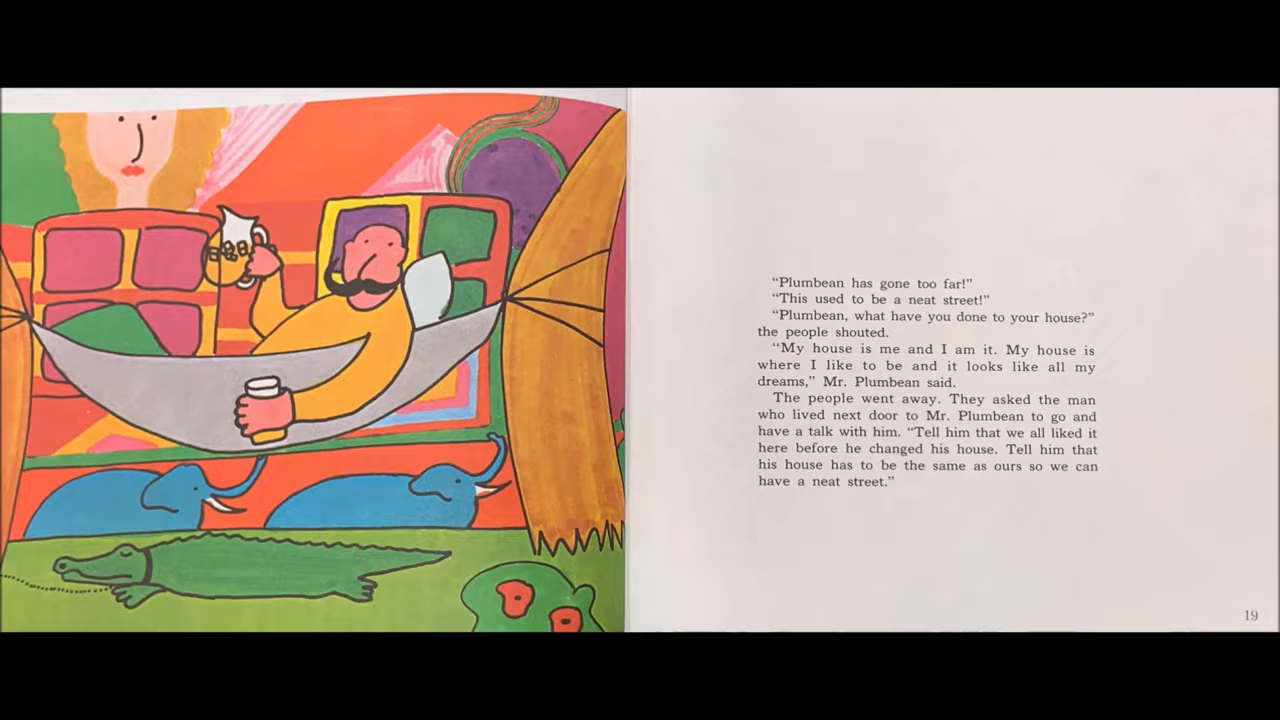 “Plumbean has gone too far!”
“This used to be a neat street!”
“Plumbean, what have you done to your house?”
the people shouted.
“My house is me and I am it. My house is
where I like to be and it looks like all my
dreams,” Mr. Plumbean said.
The people went away. They asked the man
who lived next door to Mr. Plumbean to go and
have a talk with him. “Tell him that we all liked it
here before he changed his house. Tell him that
his house has to be the same as ours so we can
have a neat street.”
19